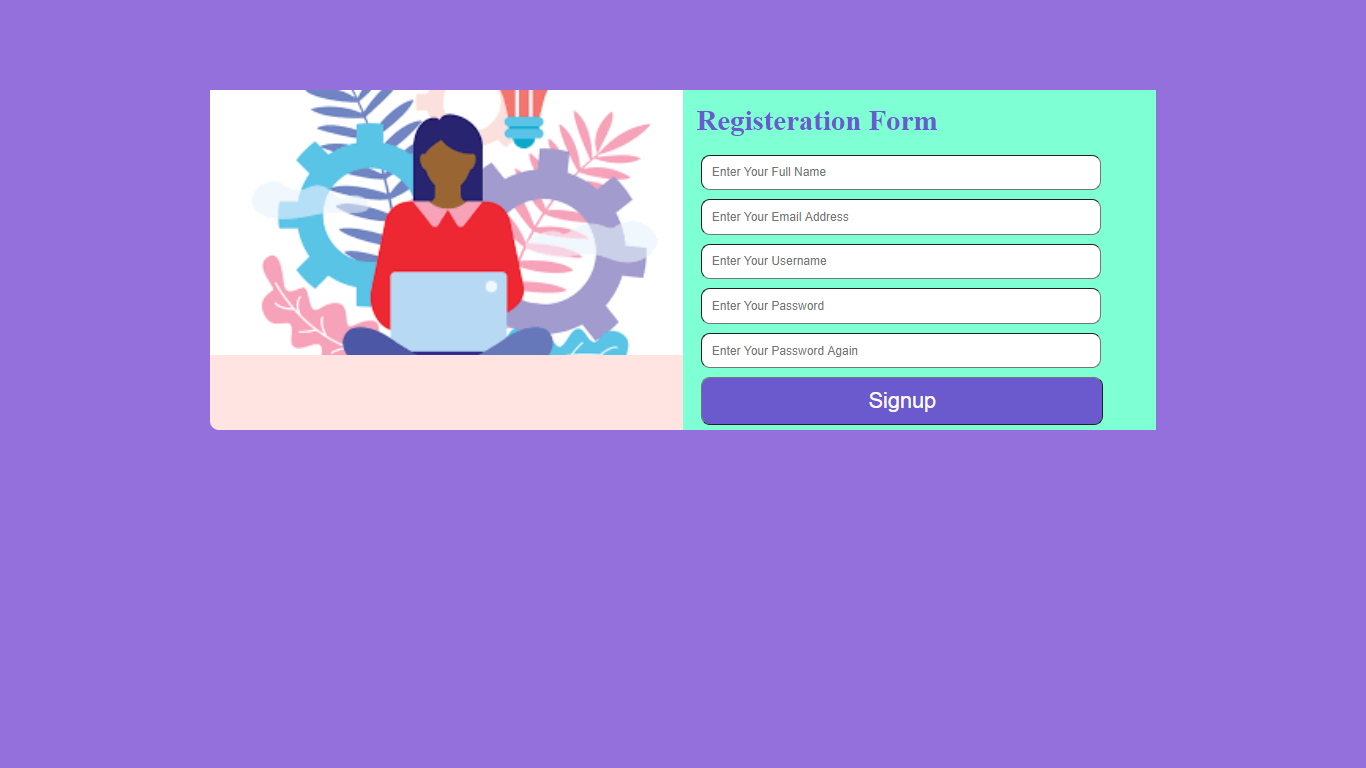 Registeration Form
Enter Your Full Name
Enter Your Email Address
Enter Your Username
Enter Your Password
Enter Your Password Again
Signup